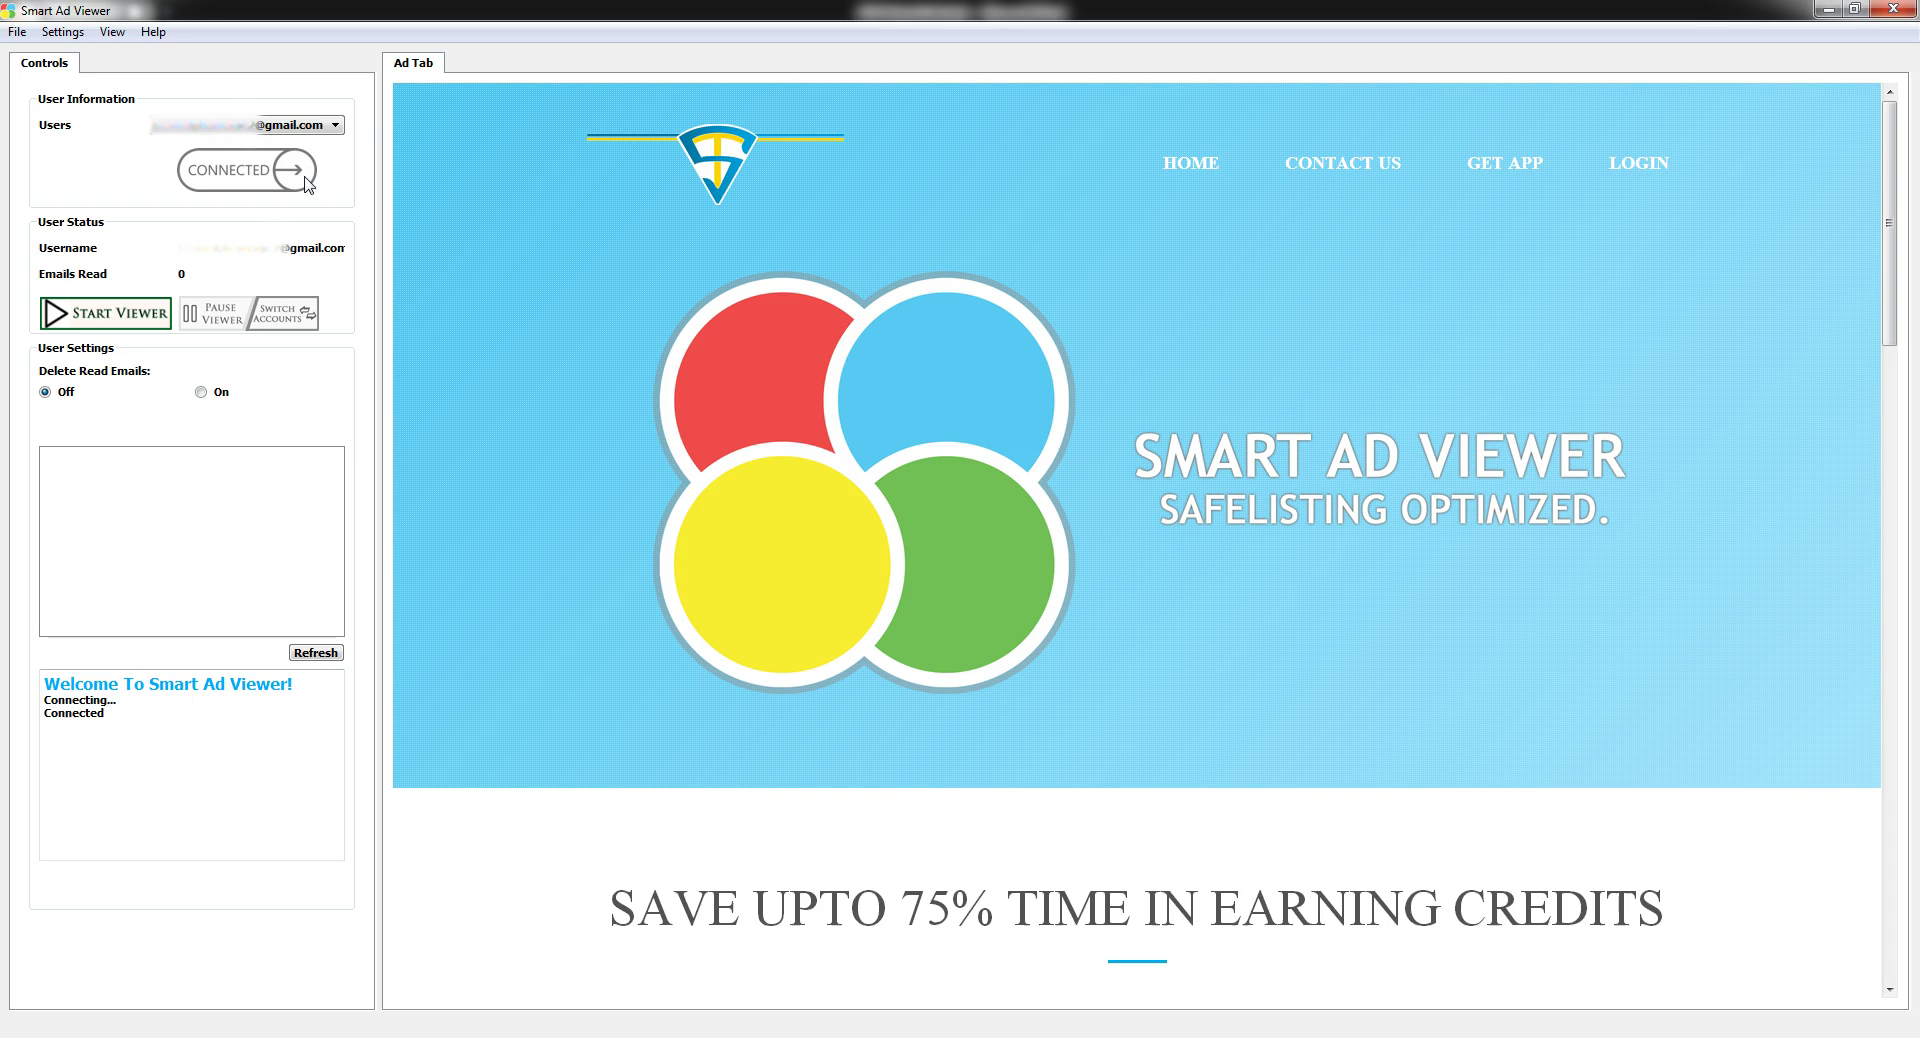 Smart Ad Viewer
File Settings View Help
Controls
User Information
Users @gmail.com
CONNECTED
User Status
Username @gmail.com
Emails Read 0
START VIEWER
PAUSE VIEWER
SWITCH ACCOUNTS
User Settings
Delete Read Emails:
Off On
Refresh
Welcome To Smart Ad Viewer!
Connecting...
Connected
Ad Tab
HOME CONTACT US GET APP LOGIN
SMART AD VIEWER
SAFELISTING OPTIMIZED.
SAVE UPTO 75% TIME IN EARNING CREDITS